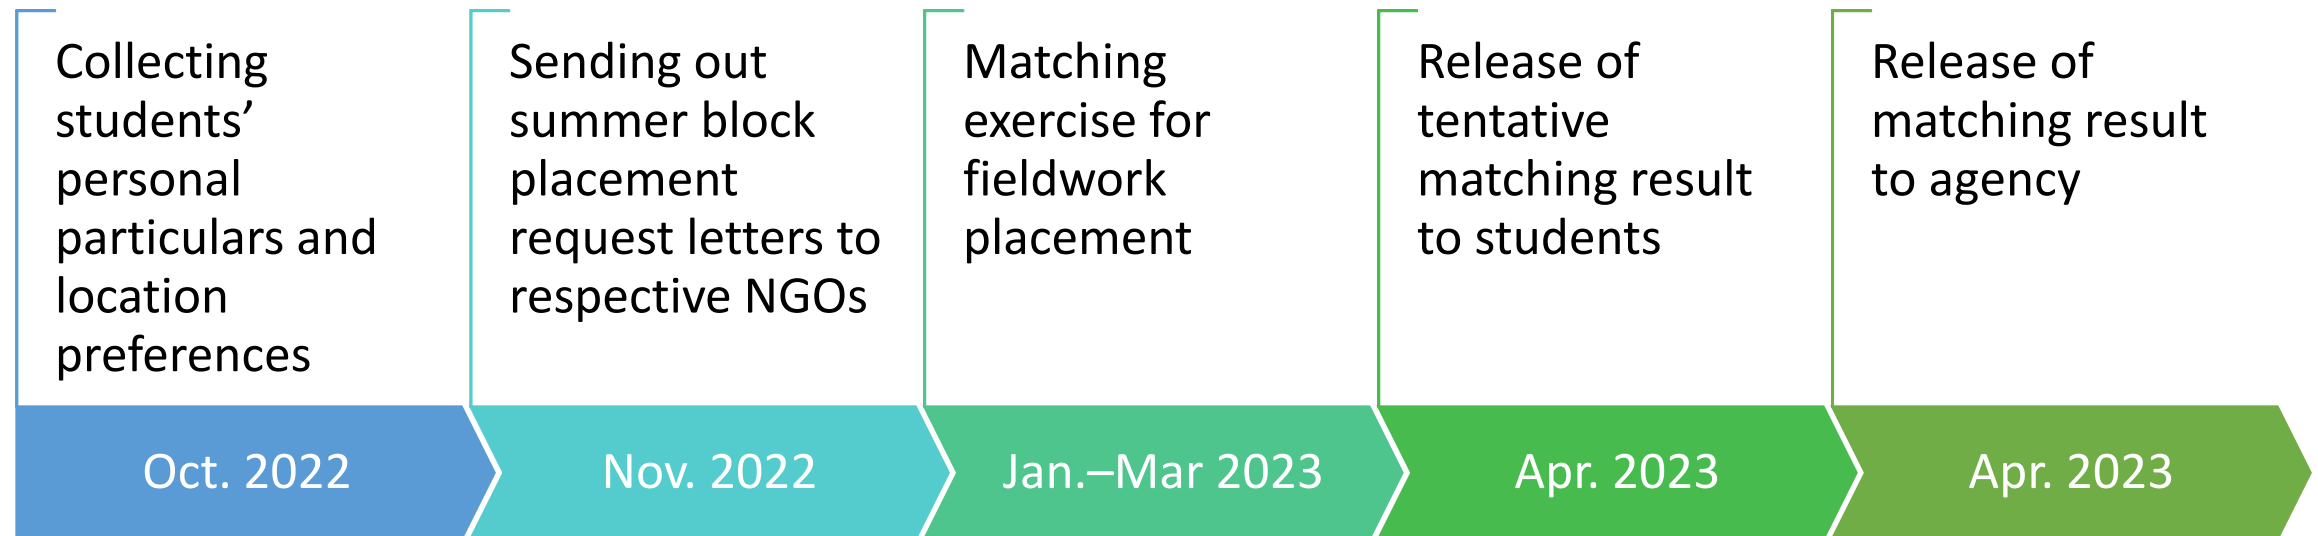 Collecting
students’
personal
particulars and
location
preferences
Oct. 2022
Sending out
summer block
placement
request letters to
respective NGOs
Nov. 2022
Matching
exercise for
fieldwork
placement
Jan.–Mar 2023
Release of
tentative
matching result
to students
Apr. 2023
Release of
matching result
to agency
Apr. 2023